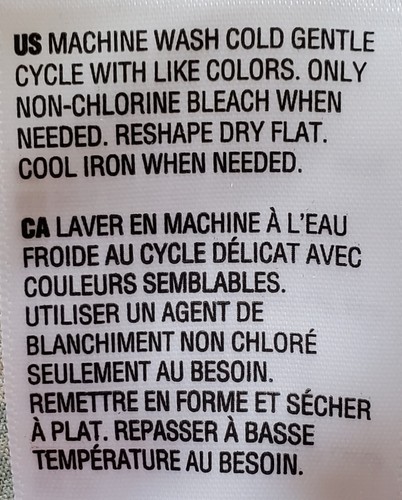 US MACHINE WASH COLD GENTLE
CYCLE WITH LIKE COLORS. ONLY
NON-CHLORINE BLEACH WHEN
NEEDED. RESHAPE DRY FLAT.
COOL IRON WHEN NEEDED.
CA LAVER EN MACHINE À L'EAU
FROIDE AU CYCLE DÉLICAT AVEC
COULEURS SEMBLABLES.
UTILISER UN AGENT DE
BLANCHIMENT NON CHLORÉ
SEULEMENT AU BESOIN.
REMETTRE EN FORME ET SÉCHER
À PLAT. REPASSER À BASSE
TEMPÉRATURE AU BESOIN.